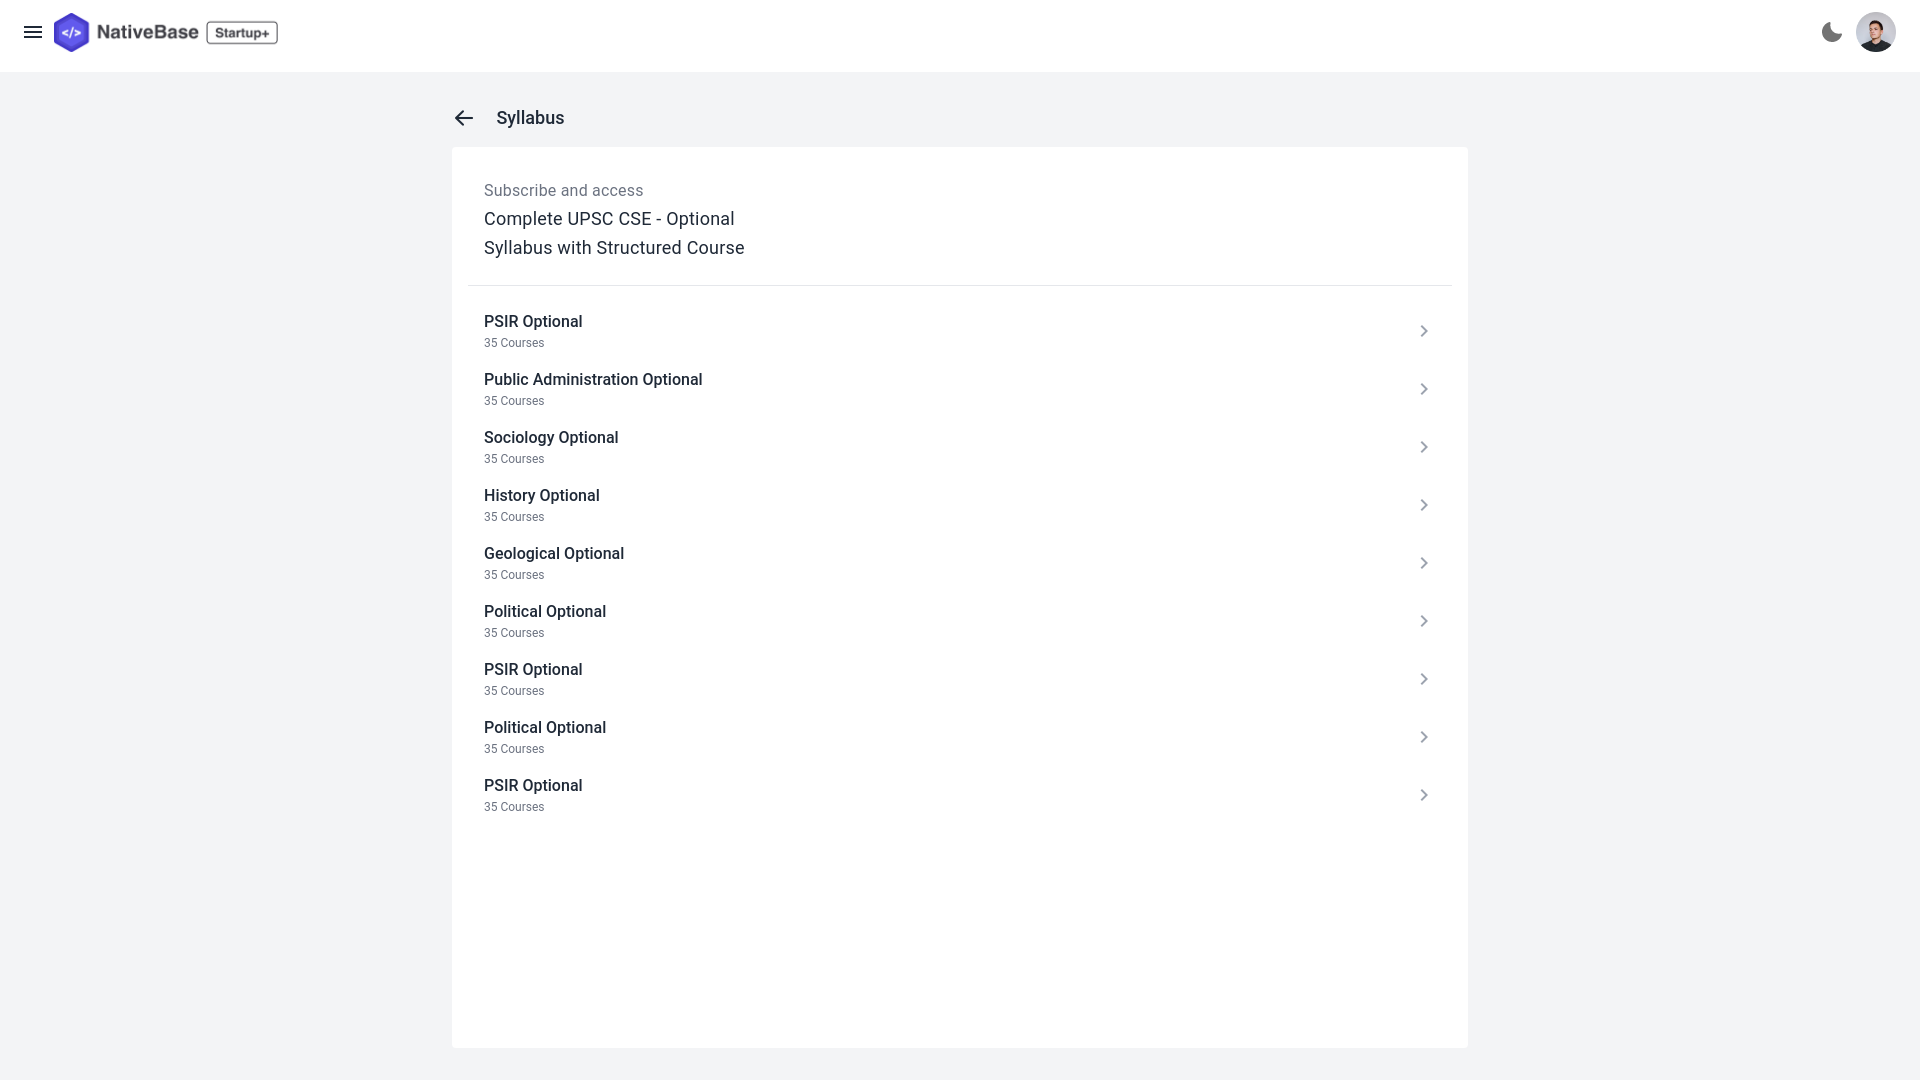 NativeBase Startup+
Syllabus
Subscribe and access
Complete UPSC CSE - Optional
Syllabus with Structured Course
PSIR Optional
35 Courses
Public Administration Optional
35 Courses
Sociology Optional
35 Courses
History Optional
35 Courses
Geological Optional
35 Courses
Political Optional
35 Courses
PSIR Optional
35 Courses
Political Optional
35 Courses
PSIR Optional
35 Courses